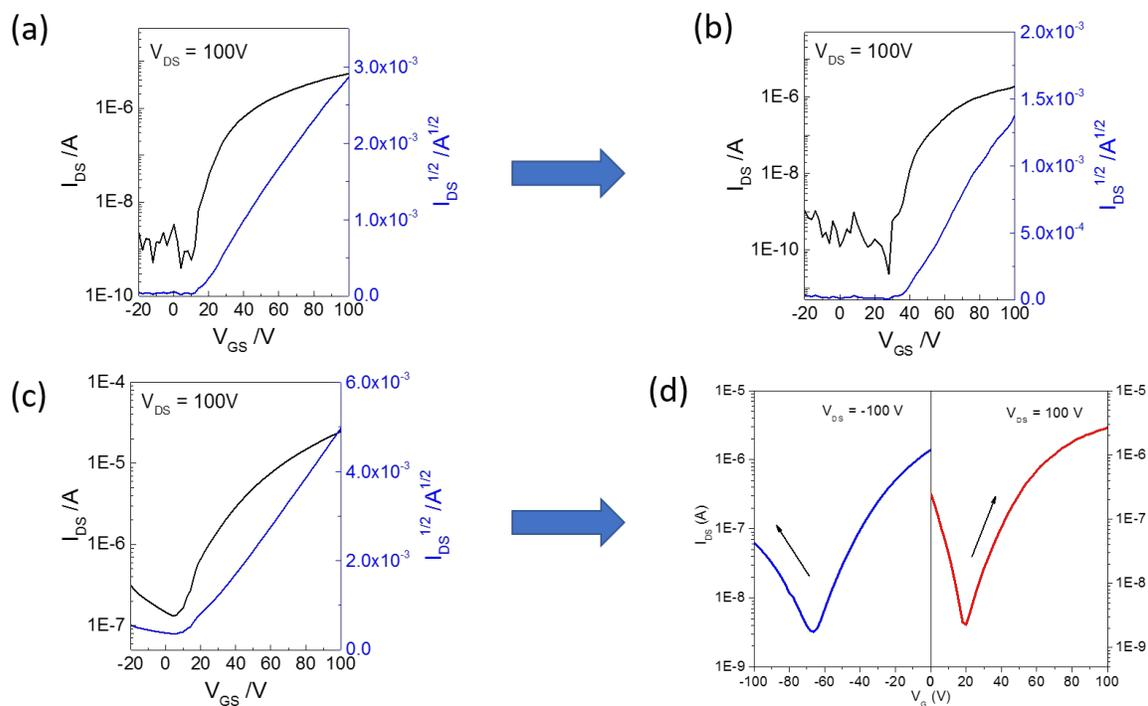 (a)
V_DS = 100V
I_DS /A
1E-6
1E-8
1E-10
3.0x10^-3
2.0x10^-3
1.0x10^-3
0.0
I_DS^1/2 /A^1/2
-20 0 20 40 60 80 100
V_GS /V
(b)
V_DS = 100V
I_DS /A
1E-6
1E-8
1E-10
2.0x10^-3
1.5x10^-3
1.0x10^-3
5.0x10^-4
0.0
I_DS^1/2 /A^1/2
-20 0 20 40 60 80 100
V_GS /V
(c)
V_DS = 100V
I_DS /A
1E-4
1E-5
1E-6
1E-7
6.0x10^-3
4.0x10^-3
2.0x10^-3
0.0
I_DS^1/2 /A^1/2
-20 0 20 40 60 80 100
V_GS /V
(d)
V_DS = -100 V
V_DS = 100 V
I_DS (A)
1E-5
1E-6
1E-7
1E-8
1E-9
1E-5
1E-6
1E-7
1E-8
1E-9
-100 -80 -60 -40 -20 0 20 40 60 80 100
V_G (V)